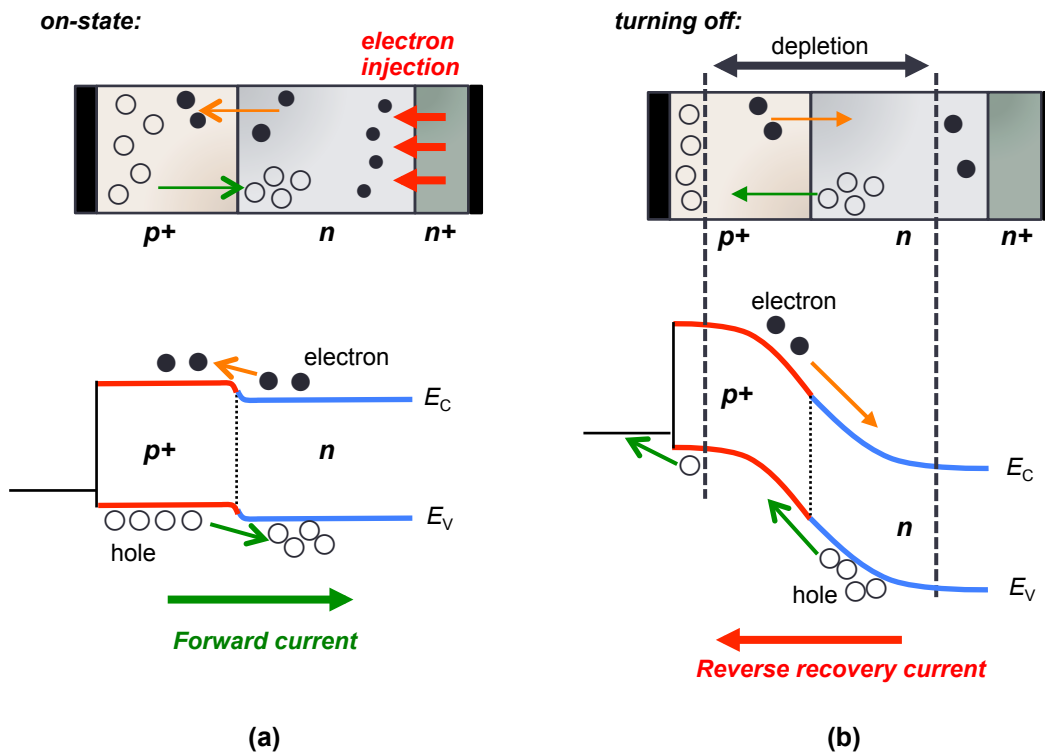 on-state:
electron
injection
p+
n
n+
electron
E_C
p+
n
E_V
hole
Forward current
(a)
turning off:
depletion
p+
n
n+
electron
p+
E_C
n
hole
E_V
Reverse recovery current
(b)